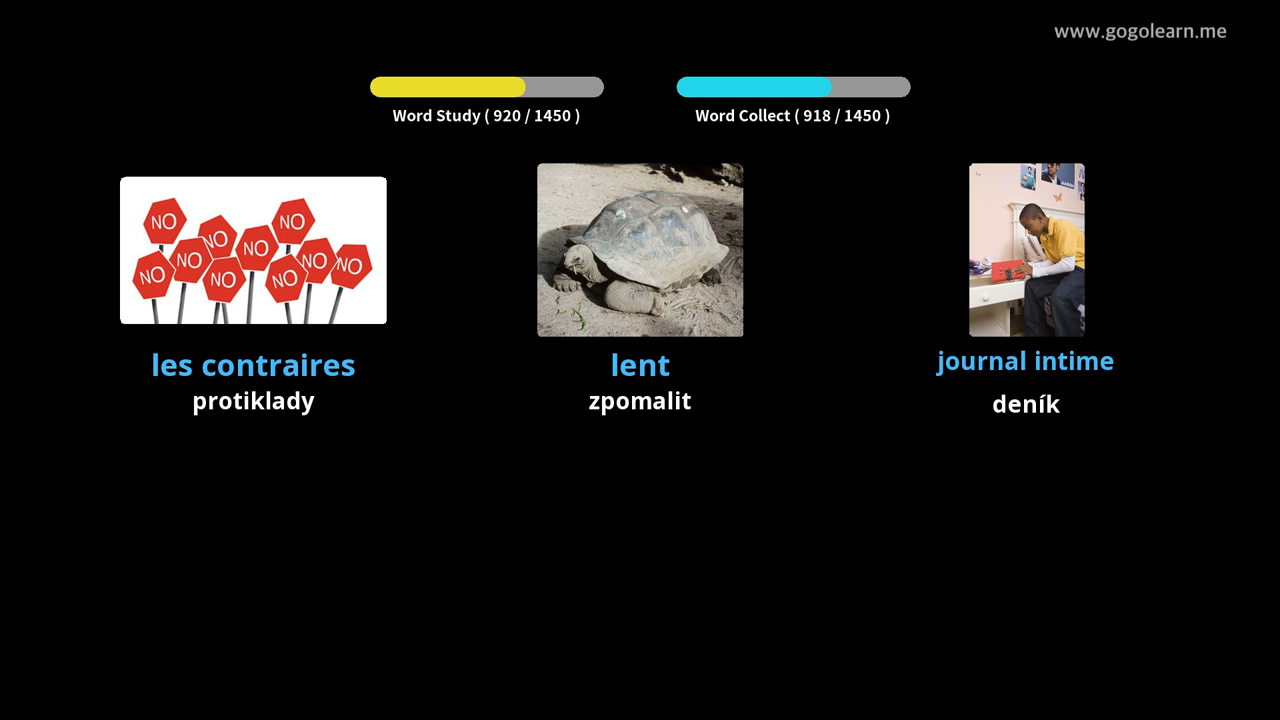 www.gogolearn.me
Word Study ( 920 / 1450 )
Word Collect ( 918 / 1450 )
NO
NO
NO
NO
NO
NO
NO
NO
NO
NO
les contraires
lent
journal intime
protiklady
zpomalit
deník